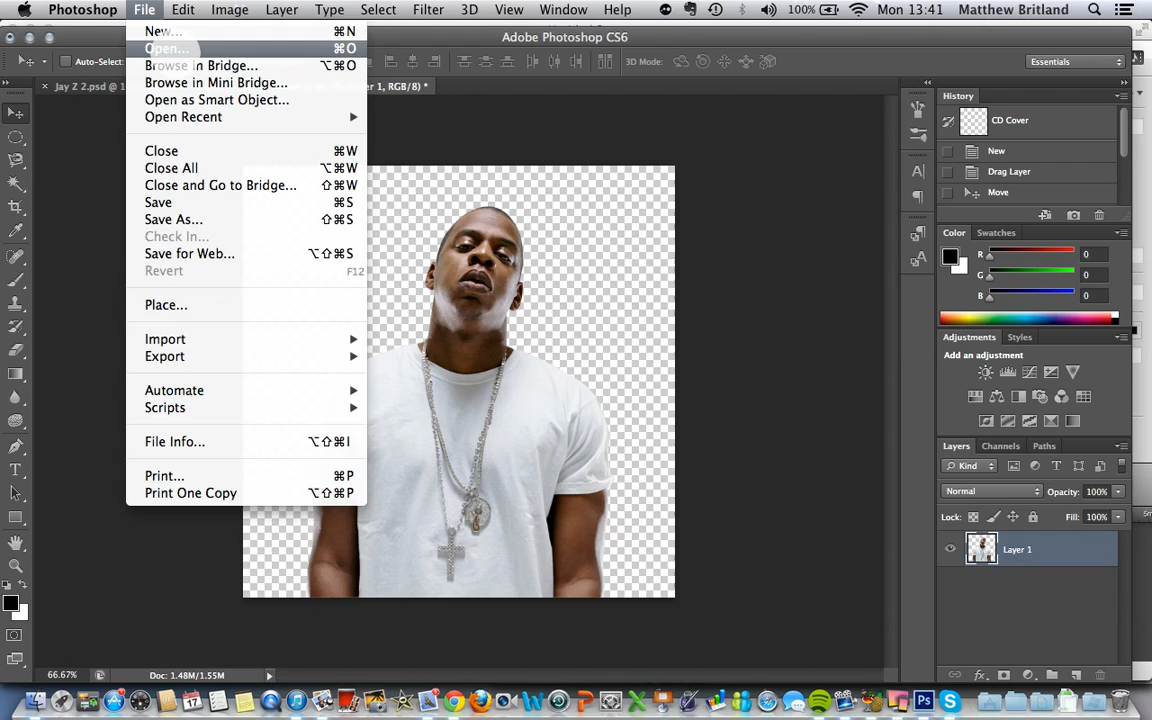 Photoshop File Edit Image Layer Type Select Filter 3D View Window Help 100% Mon 13:41 Matthew Britland
Adobe Photoshop CS6
Auto-Select: 3D Mode: Essentials
Jay Z 2.psd @ 1 1, RGB/8) *
New... ⌘N
Open... ⌘O
Browse in Bridge... ⌥⌘O
Browse in Mini Bridge...
Open as Smart Object...
Open Recent
Close ⌘W
Close All ⌥⌘W
Close and Go to Bridge... ⇧⌘W
Save ⌘S
Save As... ⇧⌘S
Check In...
Save for Web... ⌥⇧⌘S
Revert F12
Place...
Import
Export
Automate
Scripts
File Info... ⌥⇧⌘I
Print... ⌘P
Print One Copy ⌥⇧⌘P
History
CD Cover
New
Drag Layer
Move
Color Swatches
R 0
G 0
B 0
Adjustments Styles
Add an adjustment
Layers Channels Paths
Kind
Normal Opacity: 100%
Lock: Fill: 100%
Layer 1
66.67% Doc: 1.48M/1.55M
17
Ps